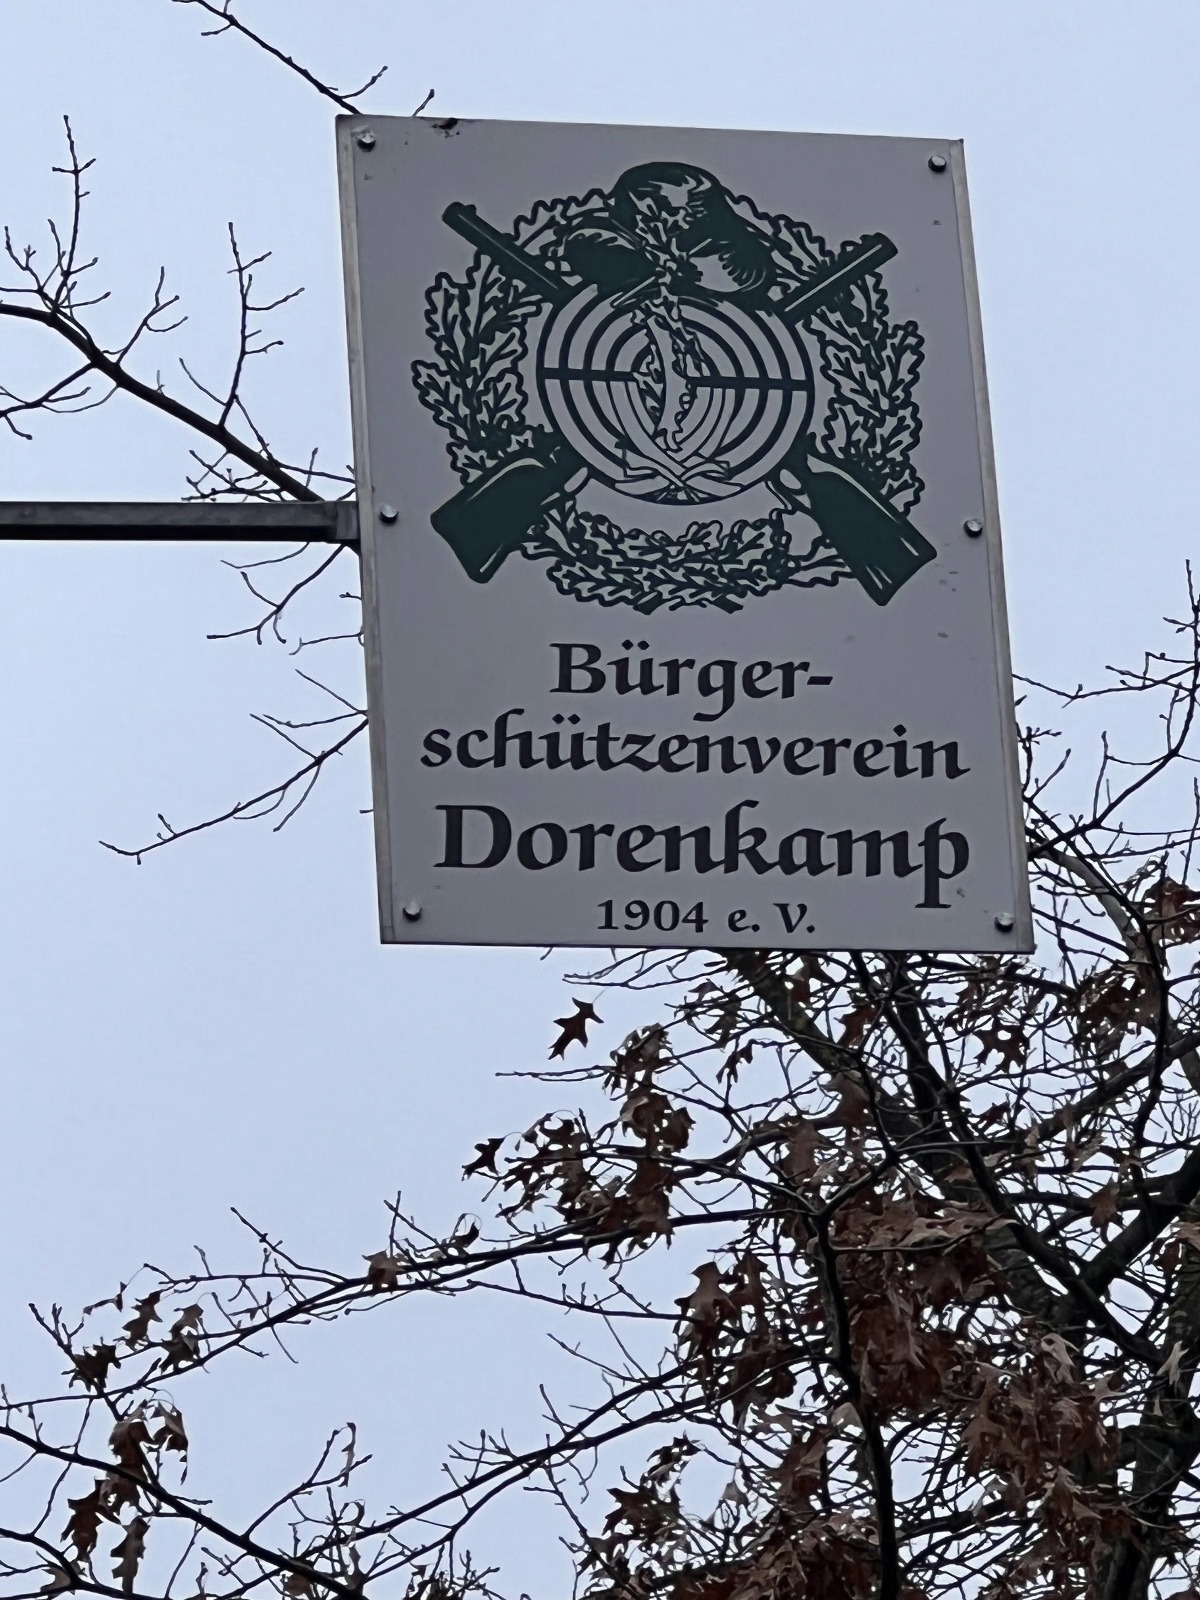 Bürger-
schützenverein
Dorenkamp
1904 e. V.